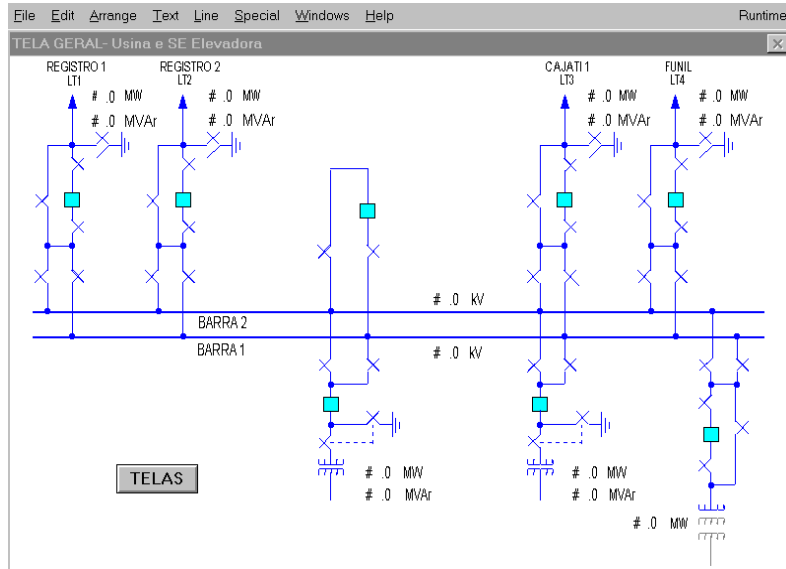 File Edit Arrange Text Line Special Windows Help Runtime
TELA GERAL- Usina e SE Elevadora
REGISTRO 1
LT1
REGISTRO 2
LT2
CAJATI 1
LT3
FUNIL
LT4
# .0 MW
# .0 MVAr
# .0 MW
# .0 MVAr
# .0 MW
# .0 MVAr
# .0 MW
# .0 MVAr
# .0 kV
BARRA 2
BARRA 1
# .0 kV
TELAS
# .0 MW
# .0 MVAr
# .0 MW
# .0 MVAr
# .0 MW